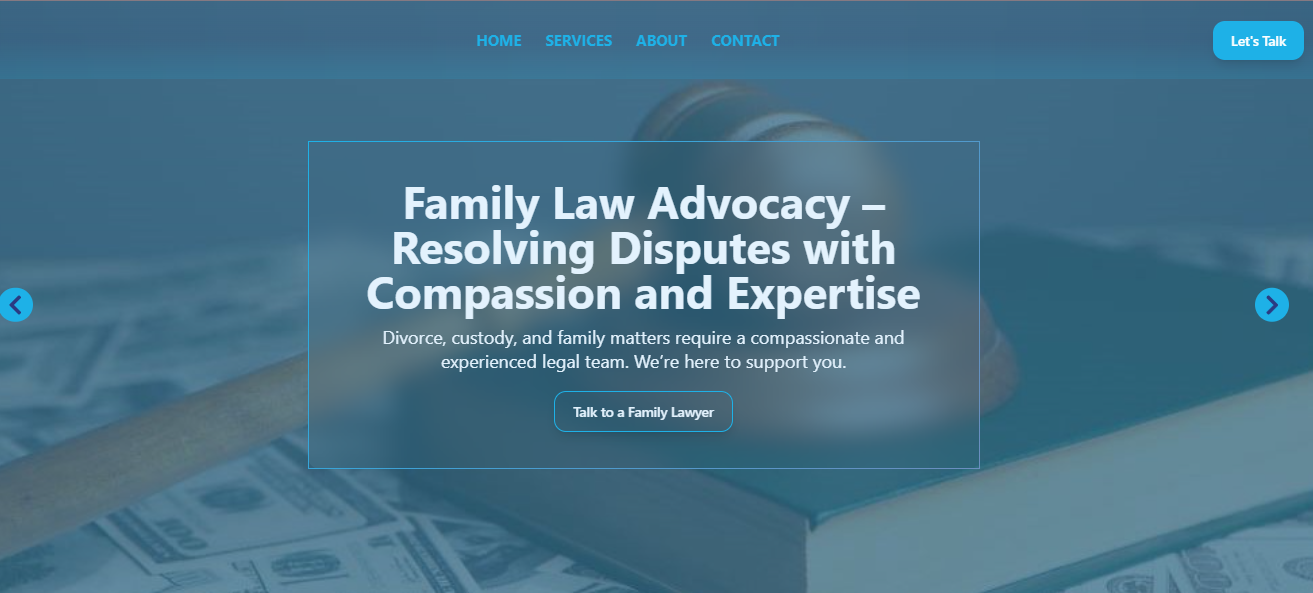 HOME SERVICES ABOUT CONTACT
Let's Talk
Family Law Advocacy –
Resolving Disputes with
Compassion and Expertise
Divorce, custody, and family matters require a compassionate and
experienced legal team. We’re here to support you.
Talk to a Family Lawyer
100